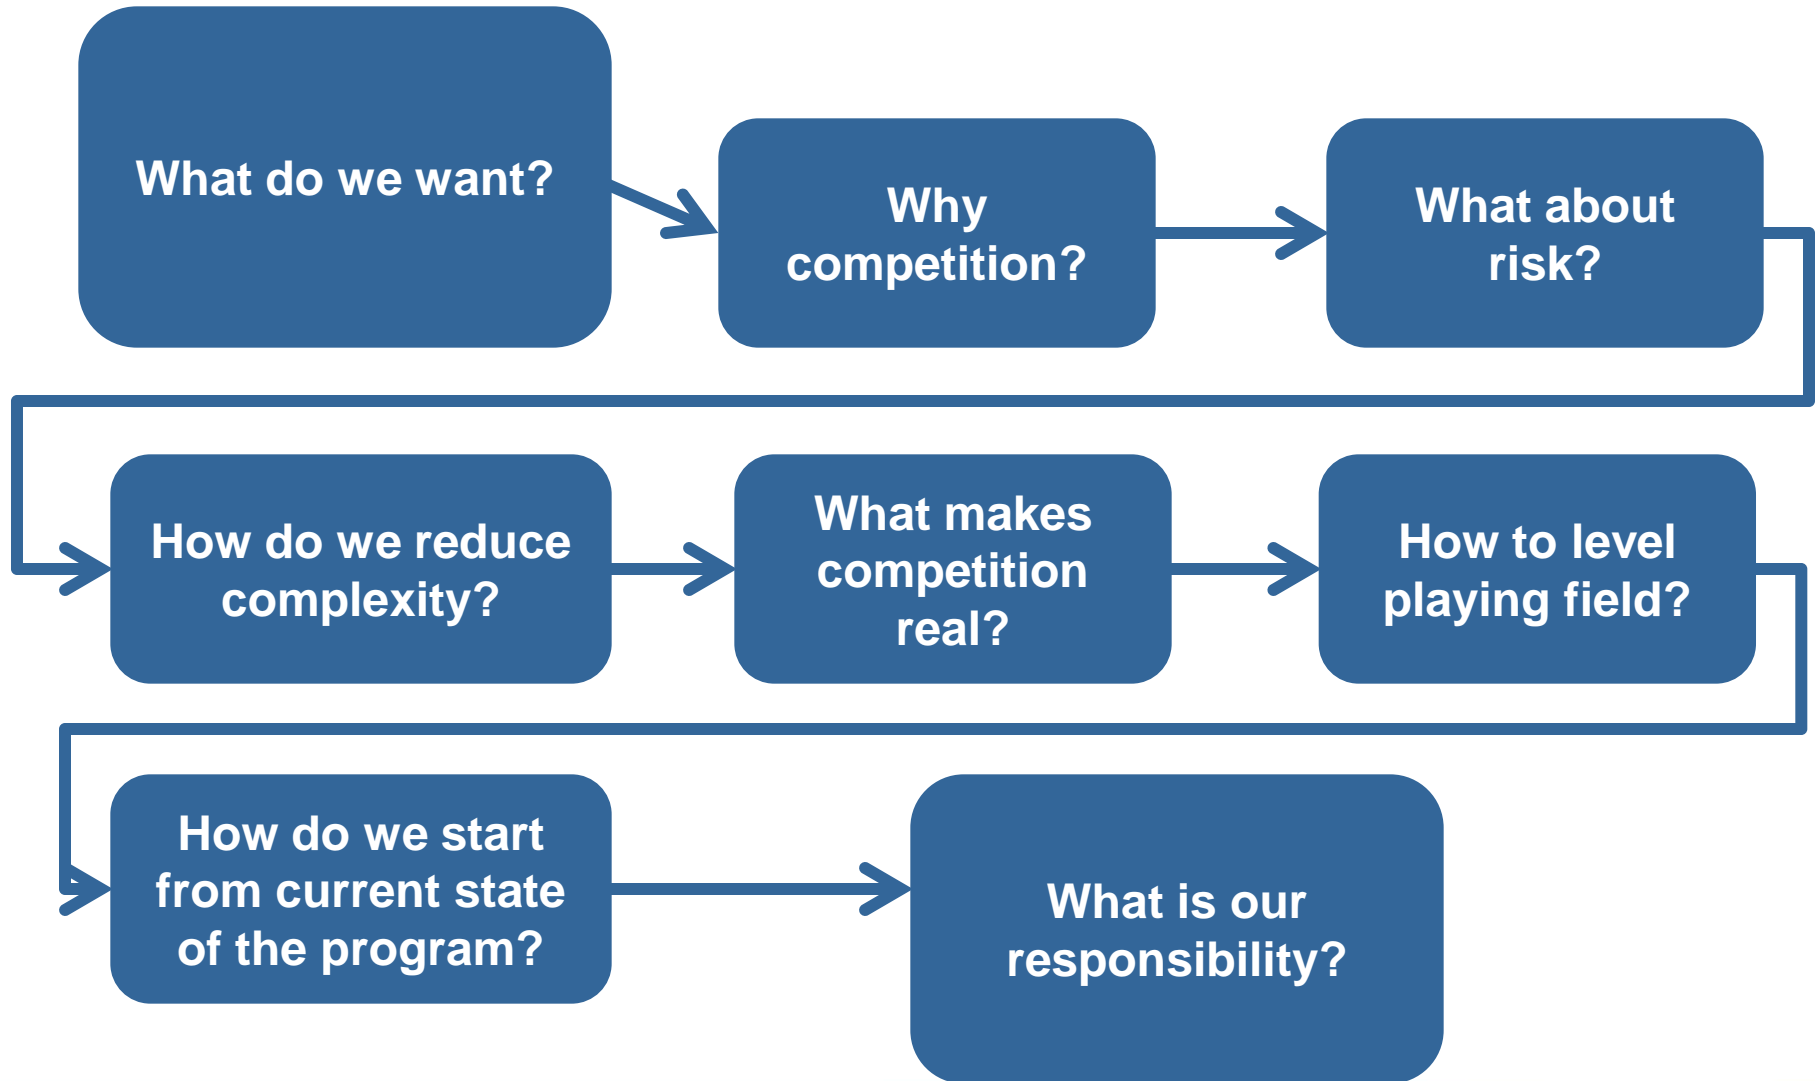 What do we want?
Why
competition?
What about
risk?
How do we reduce
complexity?
What makes
competition
real?
How to level
playing field?
How do we start
from current state
of the program?
What is our
responsibility?